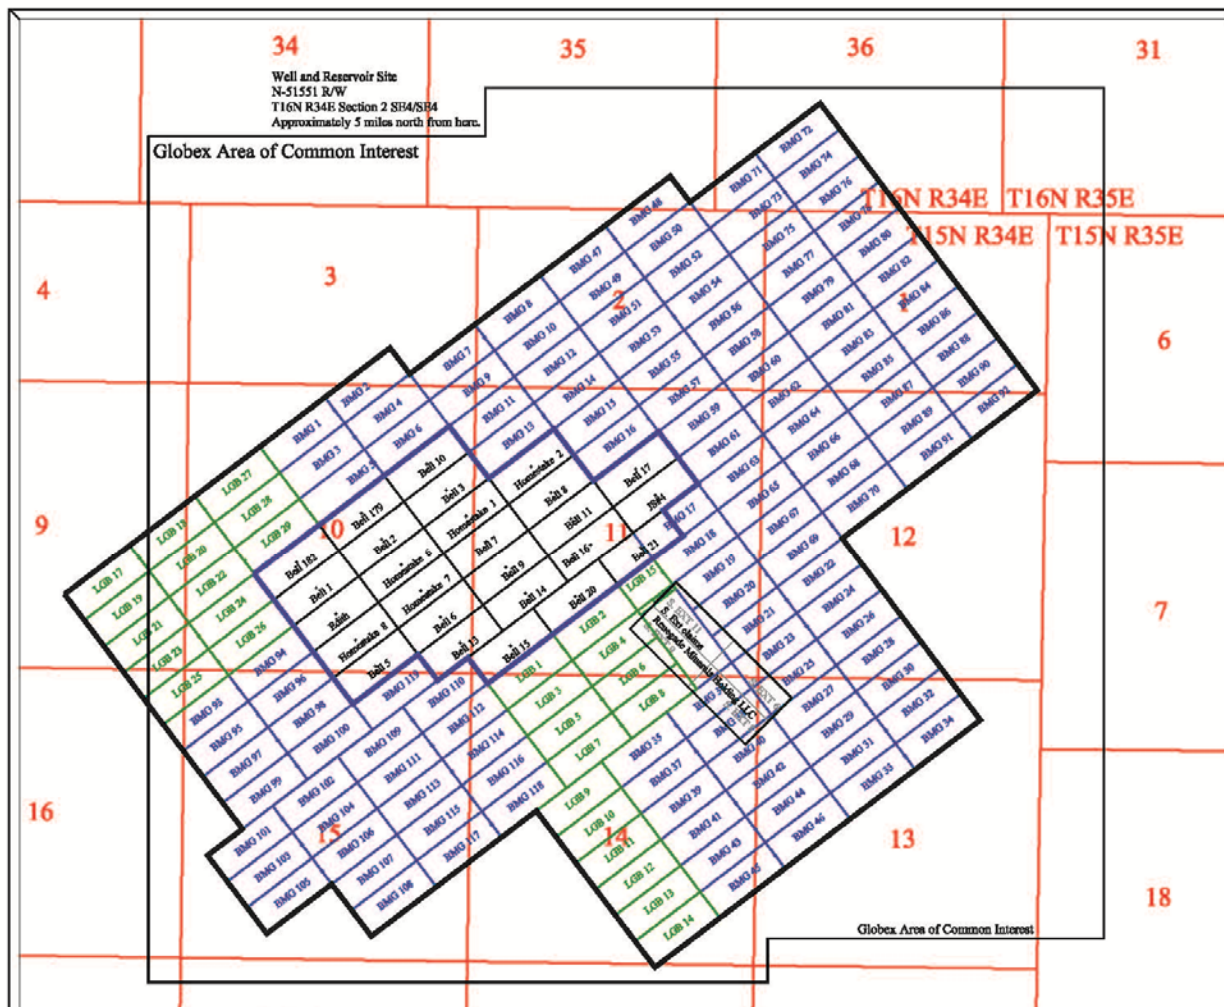 34
35
36
31
Well and Reservoir Site
N-51551 R/W
T16N R34E Section 2 SE4/SE4
Approximately 5 miles north from here.
Globex Area of Common Interest
T16N R34E
T16N R35E
T15N R34E
T15N R35E
4
3
2
1
6
9
10
11
12
7
16
15
14
13
18
BMG 72
BMG 74
BMG 76
BMG 78
BMG 80
BMG 82
BMG 84
BMG 86
BMG 88
BMG 90
BMG 92
BMG 71
BMG 73
BMG 75
BMG 77
BMG 79
BMG 81
BMG 83
BMG 85
BMG 87
BMG 89
BMG 91
BMG 48
BMG 50
BMG 52
BMG 54
BMG 56
BMG 58
BMG 60
BMG 62
BMG 64
BMG 66
BMG 68
BMG 70
BMG 47
BMG 49
BMG 51
BMG 53
BMG 55
BMG 57
BMG 59
BMG 61
BMG 63
BMG 65
BMG 67
BMG 69
BMG 8
BMG 10
BMG 12
BMG 14
BMG 15
BMG 16
BMG 7
BMG 9
BMG 11
BMG 13
BMG 2
BMG 4
BMG 6
BMG 1
BMG 3
BMG 5
LGB 27
LGB 28
LGB 29
LGB 18
LGB 20
LGB 22
LGB 24
LGB 26
LGB 17
LGB 19
LGB 21
LGB 23
LGB 25
Bell 10
Bell 3
Homestake 1
Bell 7
Bell 9
Bell 14
Bell 20
Bell 179
Bell 2
Homestake 6
Homestake 7
Bell 6
Bell 13
Bell 15
Bell 182
Bell 1
Edith
Homestake 8
Bell 5
Homestake 2
Bell 8
Bell 11
Bell 16
Bell 21
Bell 17
BMG 17
BMG 18
BMG 19
BMG 20
BMG 21
BMG 23
BMG 25
BMG 27
BMG 29
BMG 31
BMG 33
BMG 22
BMG 24
BMG 26
BMG 28
BMG 30
BMG 32
BMG 34
LGB 15
LGB 2
LGB 4
LGB 6
LGB 8
LGB 1
LGB 3
LGB 5
LGB 7
LGB 9
LGB 10
LGB 11
LGB 12
LGB 13
LGB 14
S. EXT 11
S. Extension
Renegade Minerals Holding LLC
BMG 35
BMG 37
BMG 39
BMG 41
BMG 43
BMG 45
BMG 40
BMG 42
BMG 44
BMG 46
BMG 94
BMG 96
BMG 98
BMG 100
BMG 95
BMG 97
BMG 99
BMG 119
BMG 110
BMG 112
BMG 114
BMG 116
BMG 118
BMG 109
BMG 111
BMG 113
BMG 115
BMG 117
BMG 102
BMG 104
BMG 106
BMG 107
BMG 108
BMG 101
BMG 103
BMG 105
Globex Area of Common Interest